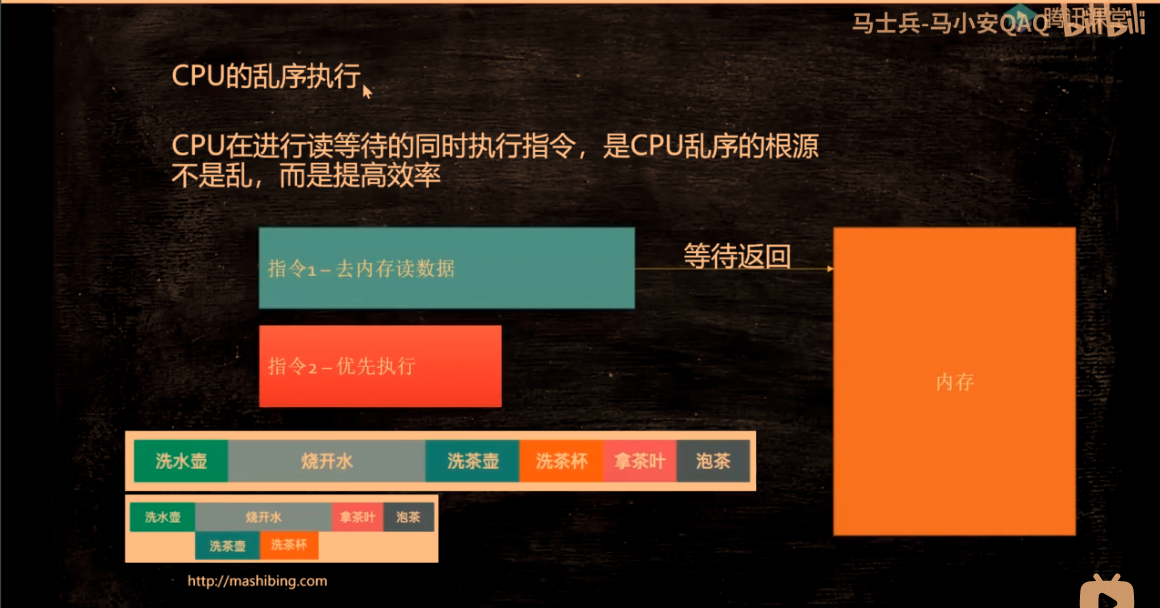 马士兵-马小安QAQ
腾讯课堂
bilibili
CPU的乱序执行
CPU在进行读等待的同时执行指令，是CPU乱序的根源
不是乱，而是提高效率
指令1 – 去内存读数据
等待返回
指令2 – 优先执行
内存
洗水壶 烧开水 洗茶壶 洗茶杯 拿茶叶 泡茶
洗水壶 烧开水 拿茶叶 泡茶
洗茶壶 洗茶杯
http://mashibing.com